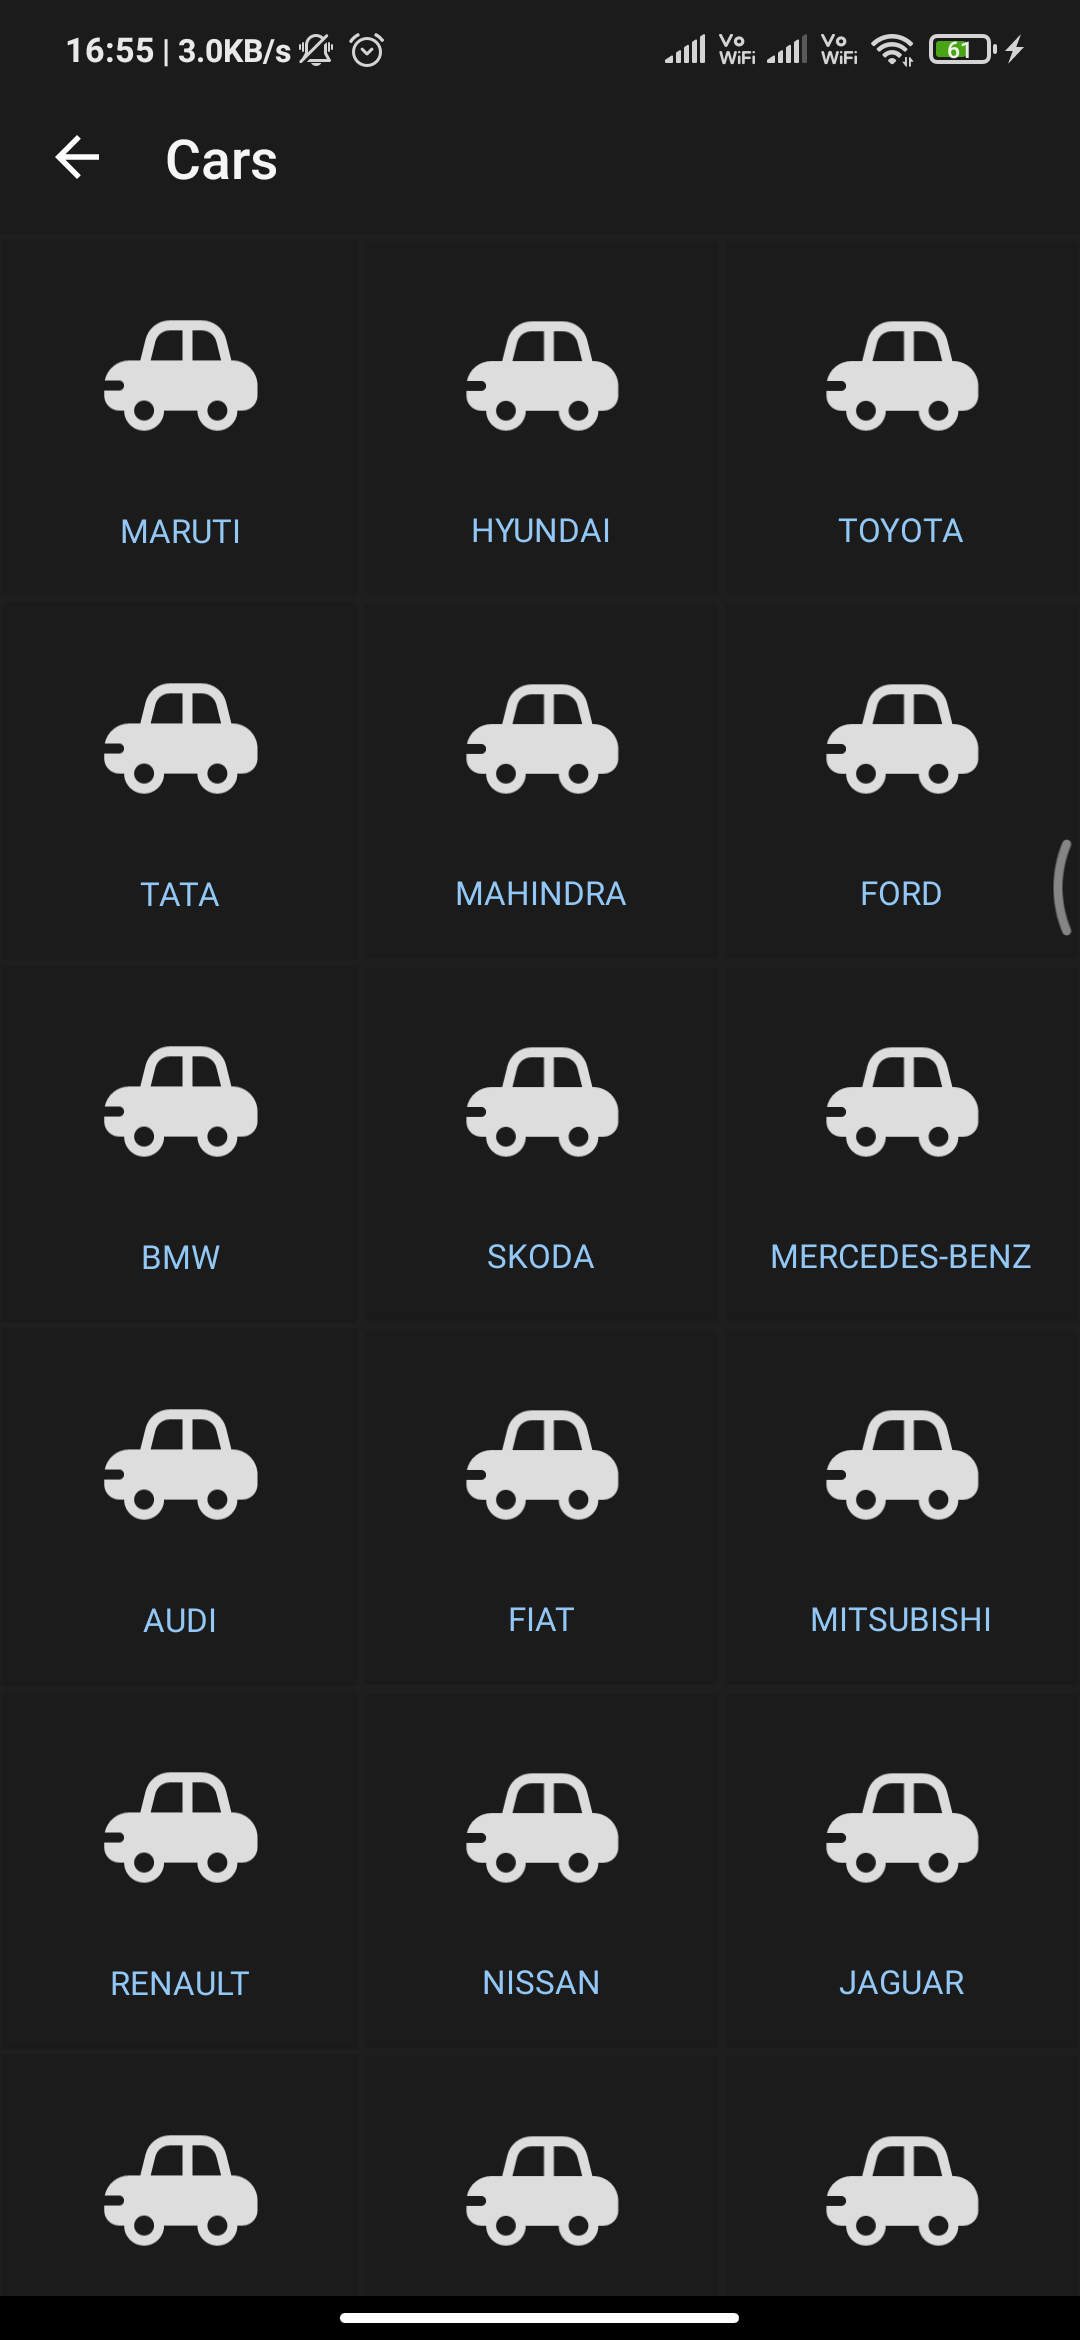 16:55 | 3.0KB/s Vo WiFi Vo WiFi 61
Cars
MARUTI HYUNDAI TOYOTA
TATA MAHINDRA FORD
BMW SKODA MERCEDES-BENZ
AUDI FIAT MITSUBISHI
RENAULT NISSAN JAGUAR